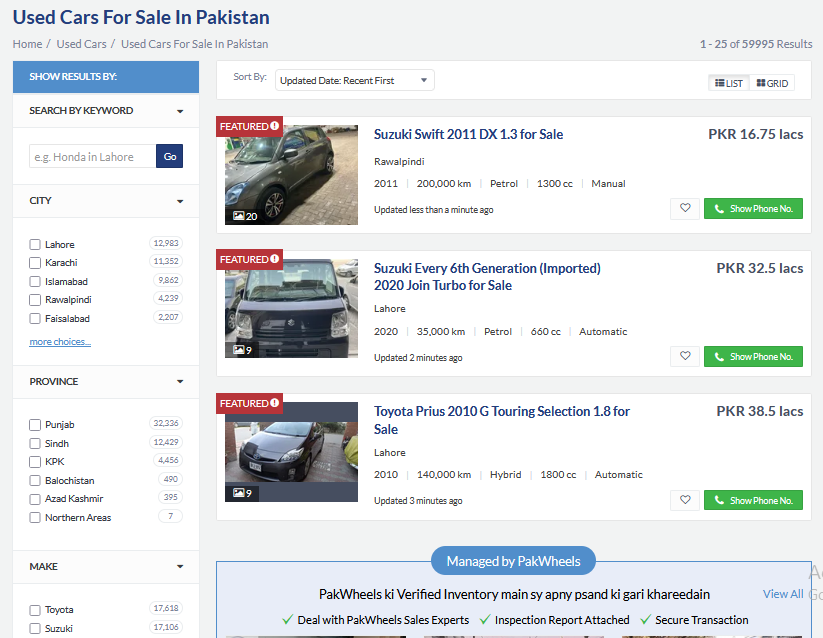 Used Cars For Sale In Pakistan
Home / Used Cars / Used Cars For Sale In Pakistan
1 - 25 of 59995 Results
SHOW RESULTS BY:
SEARCH BY KEYWORD
e.g. Honda in Lahore
Go
CITY
Lahore 12,983
Karachi 11,352
Islamabad 9,862
Rawalpindi 4,239
Faisalabad 2,207
more choices...
PROVINCE
Punjab 32,336
Sindh 12,429
KPK 4,456
Balochistan 490
Azad Kashmir 395
Northern Areas 7
MAKE
Toyota 17,618
Suzuki 17,106
Sort By: Updated Date: Recent First
LIST GRID
FEATURED
20
Suzuki Swift 2011 DX 1.3 for Sale
PKR 16.75 lacs
Rawalpindi
2011 | 200,000 km | Petrol | 1300 cc | Manual
Updated less than a minute ago
Show Phone No.
FEATURED
9
Suzuki Every 6th Generation (Imported)
2020 Join Turbo for Sale
PKR 32.5 lacs
Lahore
2020 | 35,000 km | Petrol | 660 cc | Automatic
Updated 2 minutes ago
Show Phone No.
FEATURED
9
Toyota Prius 2010 G Touring Selection 1.8 for
Sale
PKR 38.5 lacs
Lahore
2010 | 140,000 km | Hybrid | 1800 cc | Automatic
Updated 3 minutes ago
Show Phone No.
Managed by PakWheels
PakWheels ki Verified Inventory main sy apny psand ki gari khareedain
View All
Deal with PakWheels Sales Experts Inspection Report Attached Secure Transaction